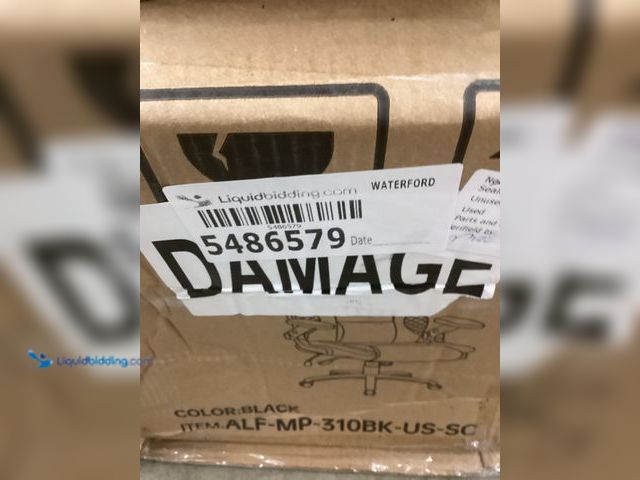 Liquidbidding.com WATERFORD
5486579
5486579 Date
DAMAGE
Used
Parts and
Liquidbidding.com
COLOR:BLACK
ITEM:ALF-MP-310BK-US-SC